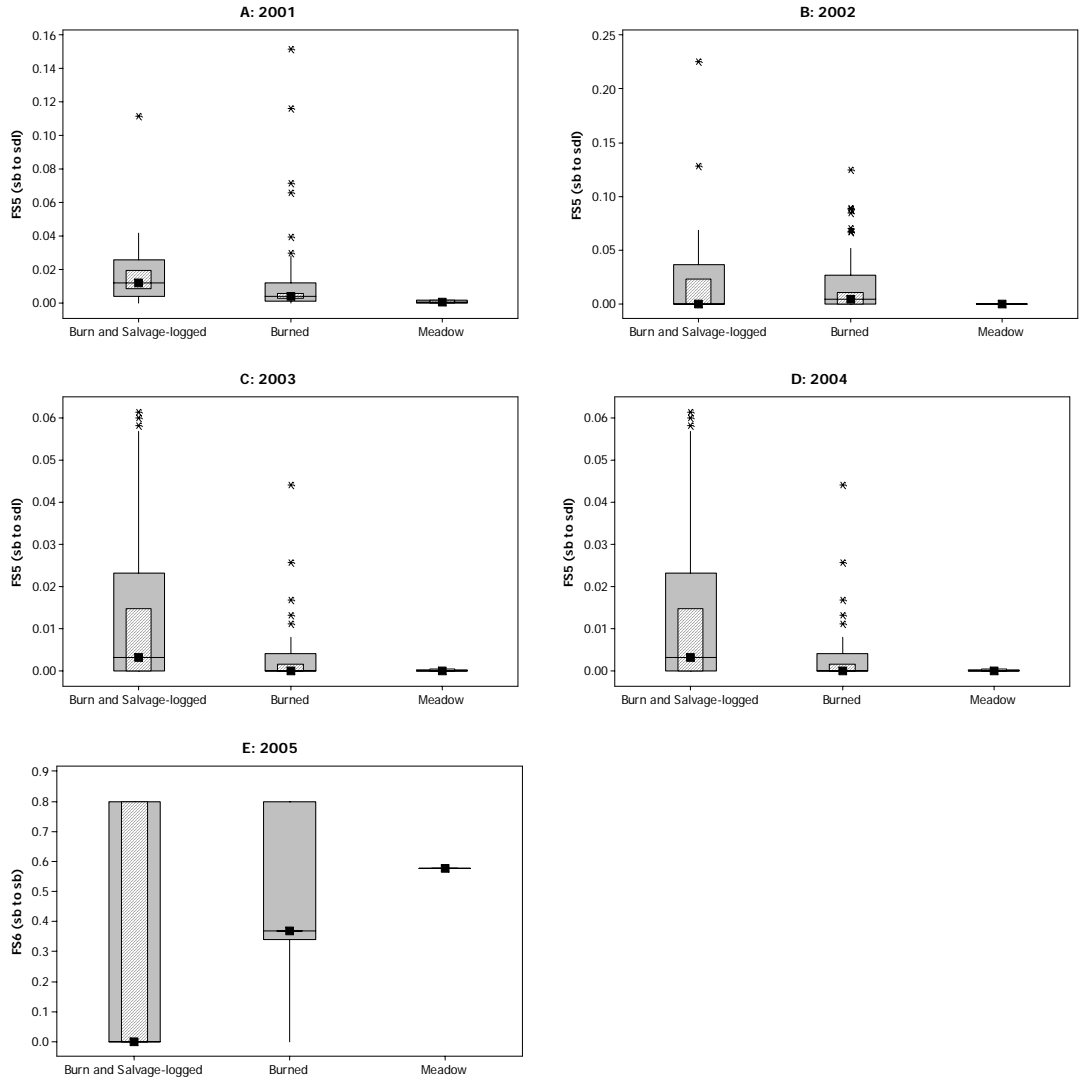 A: 2001
FS5 (sb to sdl)
0.16
0.14
0.12
0.10
0.08
0.06
0.04
0.02
0.00
Burn and Salvage-logged Burned Meadow
B: 2002
FS5 (sb to sdl)
0.25
0.20
0.15
0.10
0.05
0.00
Burn and Salvage-logged Burned Meadow
C: 2003
FS5 (sb to sdl)
0.06
0.05
0.04
0.03
0.02
0.01
0.00
Burn and Salvage-logged Burned Meadow
D: 2004
FS5 (sb to sdl)
0.06
0.05
0.04
0.03
0.02
0.01
0.00
Burn and Salvage-logged Burned Meadow
E: 2005
FS6 (sb to sb)
0.9
0.8
0.7
0.6
0.5
0.4
0.3
0.2
0.1
0.0
Burn and Salvage-logged Burned Meadow